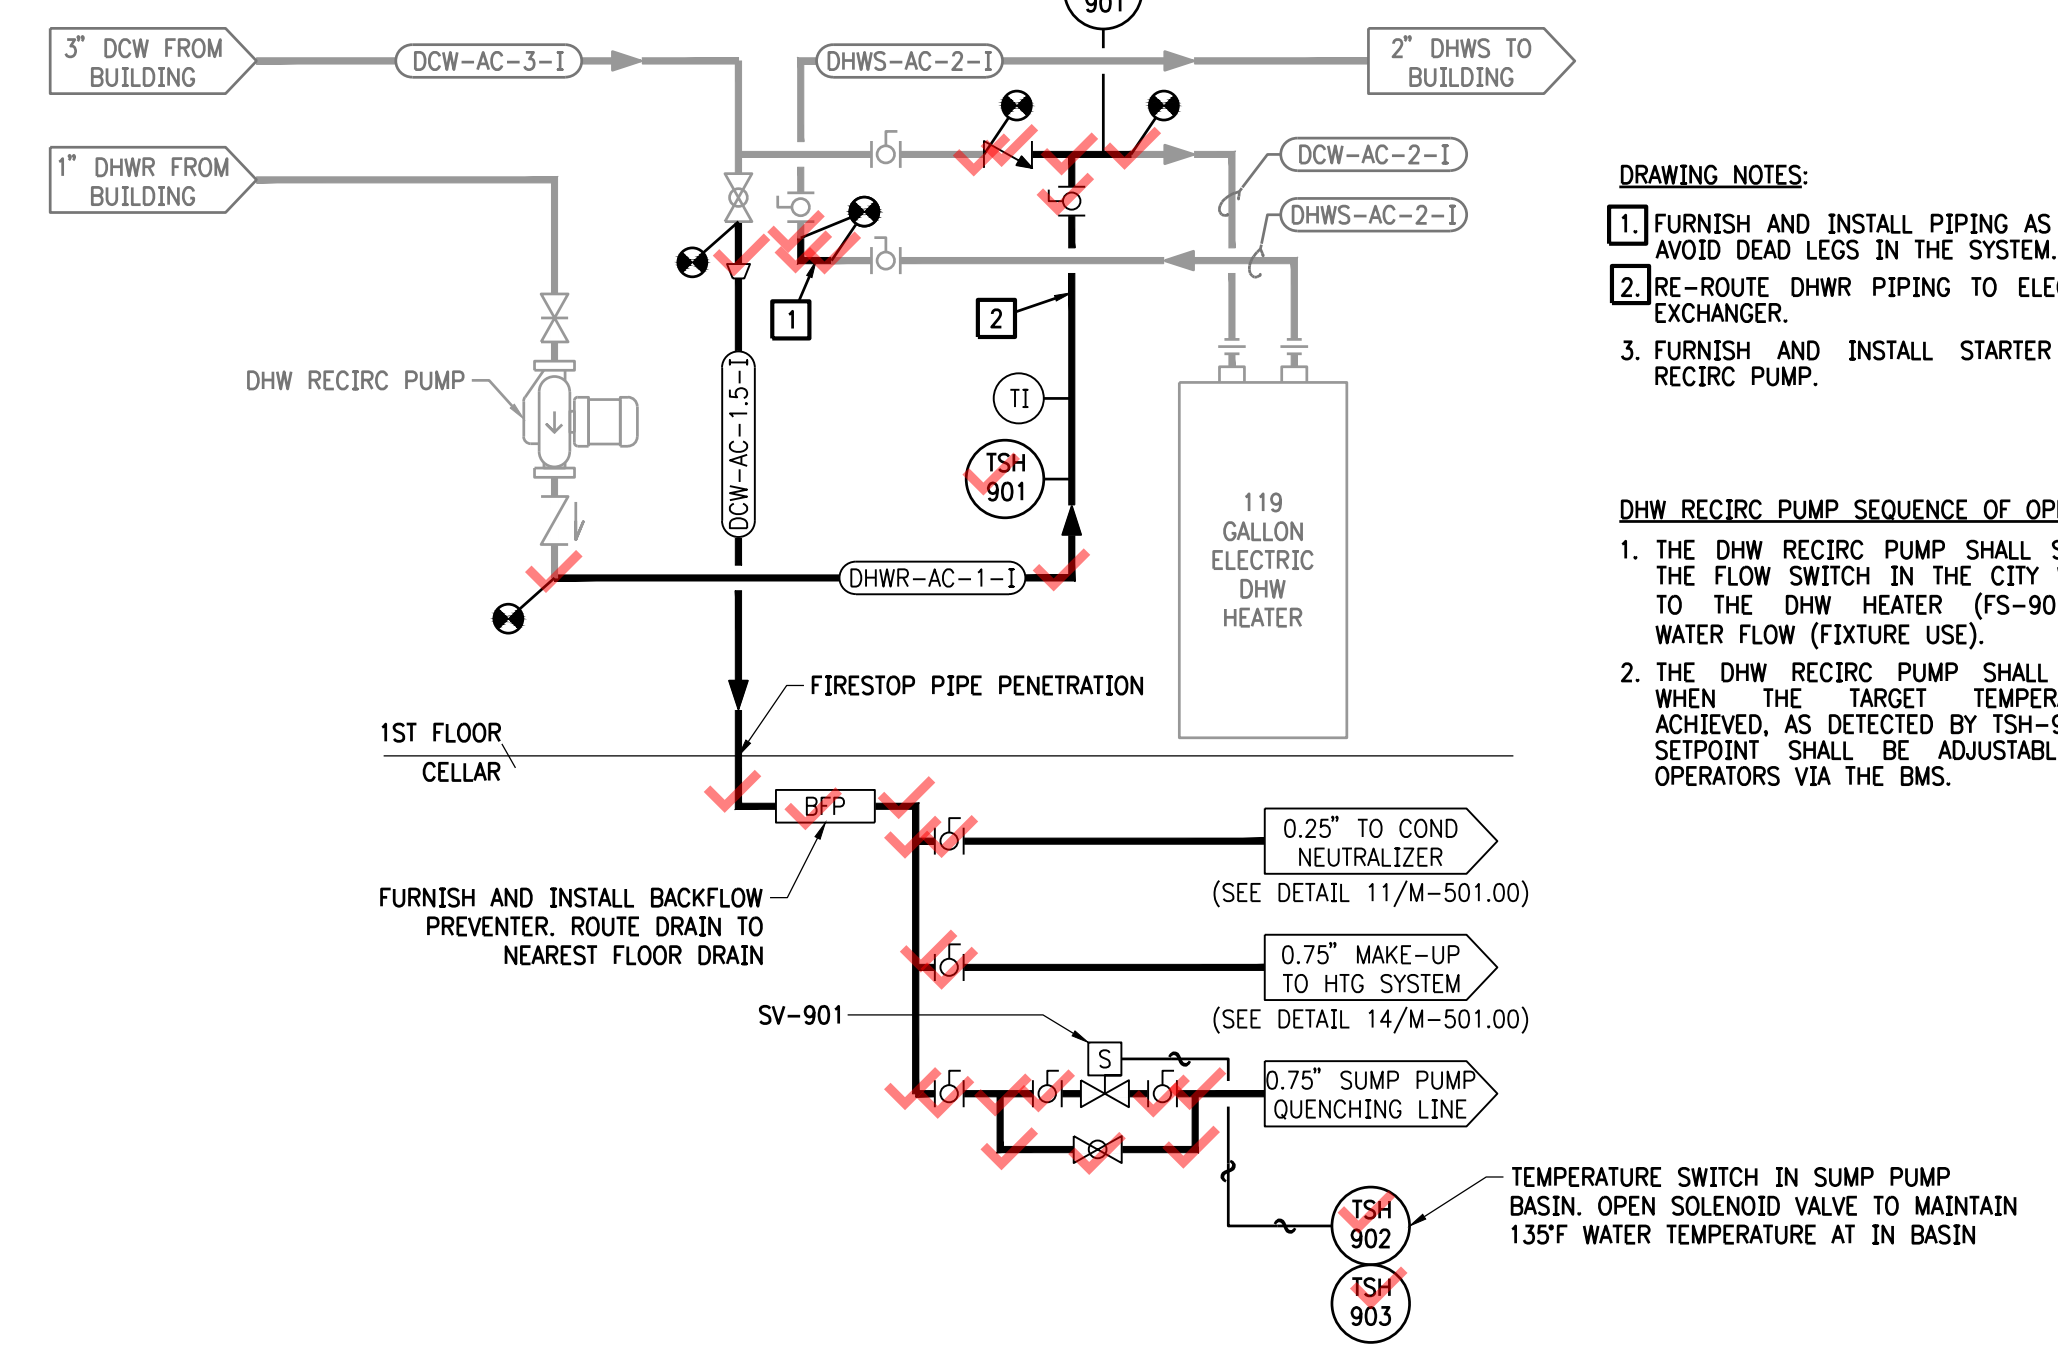 901
3" DCW FROM
BUILDING
DCW-AC-3-I
DHWS-AC-2-I
2" DHWS TO
BUILDING
1" DHWR FROM
BUILDING
DCW-AC-2-I
DHWS-AC-2-I
1
2
DHW RECIRC PUMP
DCW-AC-1.5-I
TI
TSH
901
DHWR-AC-1-I
119
GALLON
ELECTRIC
DHW
HEATER
FIRESTOP PIPE PENETRATION
1ST FLOOR
CELLAR
BFP
FURNISH AND INSTALL BACKFLOW
PREVENTER. ROUTE DRAIN TO
NEAREST FLOOR DRAIN
0.25" TO COND
NEUTRALIZER
(SEE DETAIL 11/M-501.00)
0.75" MAKE-UP
TO HTG SYSTEM
(SEE DETAIL 14/M-501.00)
SV-901
S
0.75" SUMP PUMP
QUENCHING LINE
TSH
902
TSH
903
TEMPERATURE SWITCH IN SUMP PUMP
BASIN. OPEN SOLENOID VALVE TO MAINTAIN
135°F WATER TEMPERATURE AT IN BASIN
DRAWING NOTES:
1. FURNISH AND INSTALL PIPING AS
AVOID DEAD LEGS IN THE SYSTEM.
2. RE-ROUTE DHWR PIPING TO
EXCHANGER.
3. FURNISH AND INSTALL STARTER
RECIRC PUMP.
DHW RECIRC PUMP SEQUENCE OF
1. THE DHW RECIRC PUMP SHALL
THE FLOW SWITCH IN THE CITY
TO THE DHW HEATER (FS-90
WATER FLOW (FIXTURE USE).
2. THE DHW RECIRC PUMP SHALL
WHEN THE TARGET
ACHIEVED, AS DETECTED BY TSH-9
SETPOINT SHALL BE
OPERATORS VIA THE BMS.